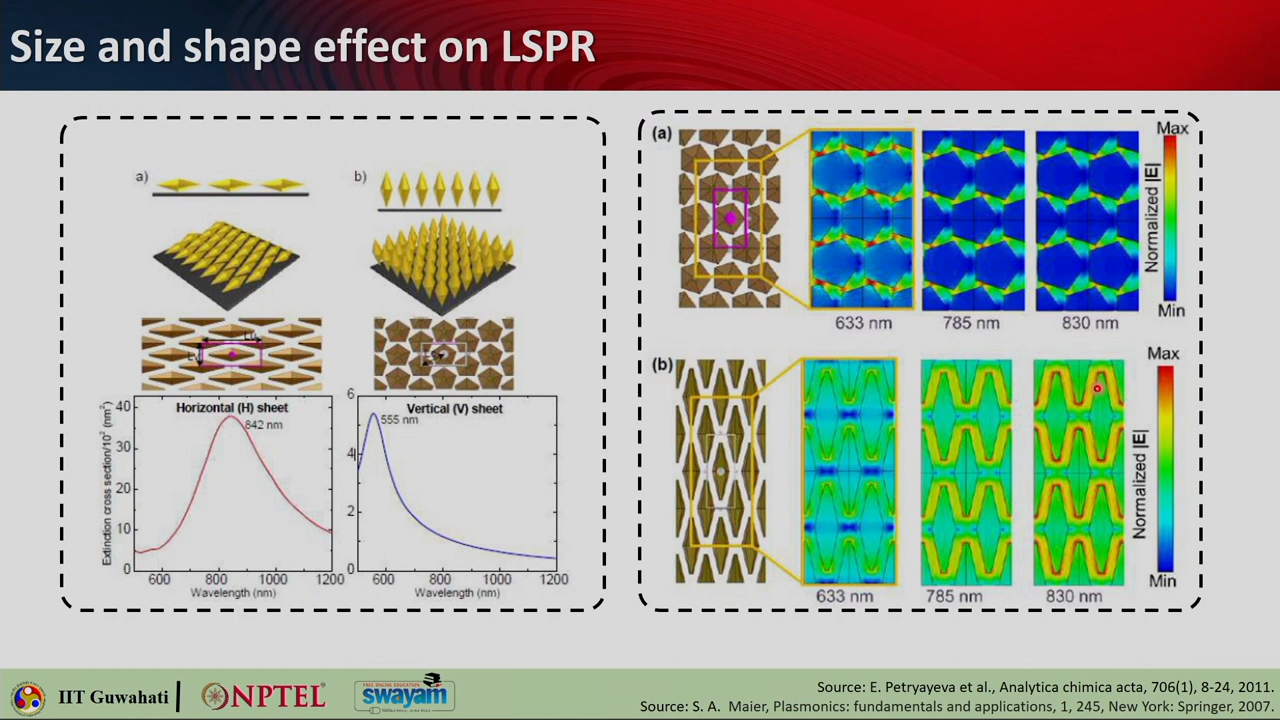 Size and shape effect on LSPR
a)
b)
Horizontal (H) sheet
842 nm
Extinction cross section/10² (nm²)
40
30
20
10
0
600 800 1000 1200
Wavelength (nm)
Vertical (V) sheet
555 nm
6
4
2
0
600 800 1000 1200
Wavelength (nm)
(a)
633 nm
785 nm
830 nm
Max
Normalized |E|
Min
(b)
633 nm
785 nm
830 nm
Max
Normalized |E|
Min
IIT Guwahati
NPTEL
FREE ONLINE EDUCATION
swayam
Source: E. Petryayeva et al., Analytica chimica acta, 706(1), 8-24, 2011.
Source: S. A. Maier, Plasmonics: fundamentals and applications, 1, 245, New York: Springer, 2007.